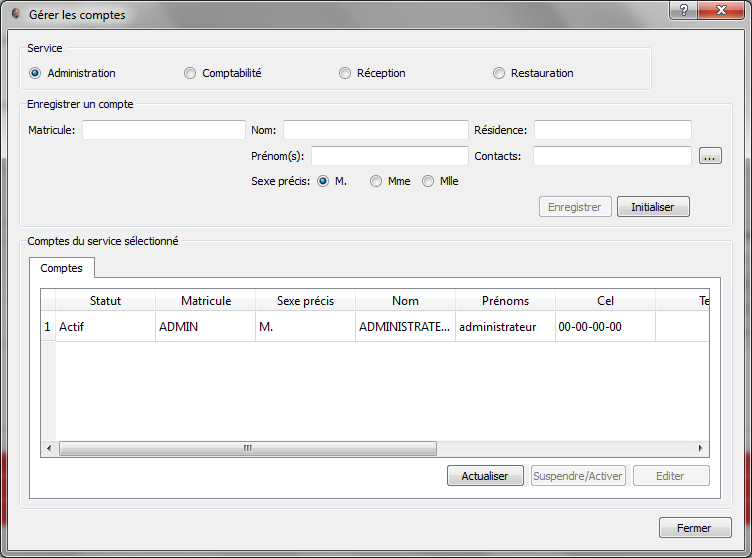 Gérer les comptes
Service
Administration Comptabilité Réception Restauration
Enregistrer un compte
Matricule: Nom: Résidence:
Prénom(s): Contacts: ...
Sexe précis: M. Mme Mlle
Enregistrer Initialiser
Comptes du service sélectionné
Comptes
Statut Matricule Sexe précis Nom Prénoms Cel Te
1 Actif ADMIN M. ADMINISTRATE... administrateur 00-00-00-00
Actualiser Suspendre/Activer Editer
Fermer